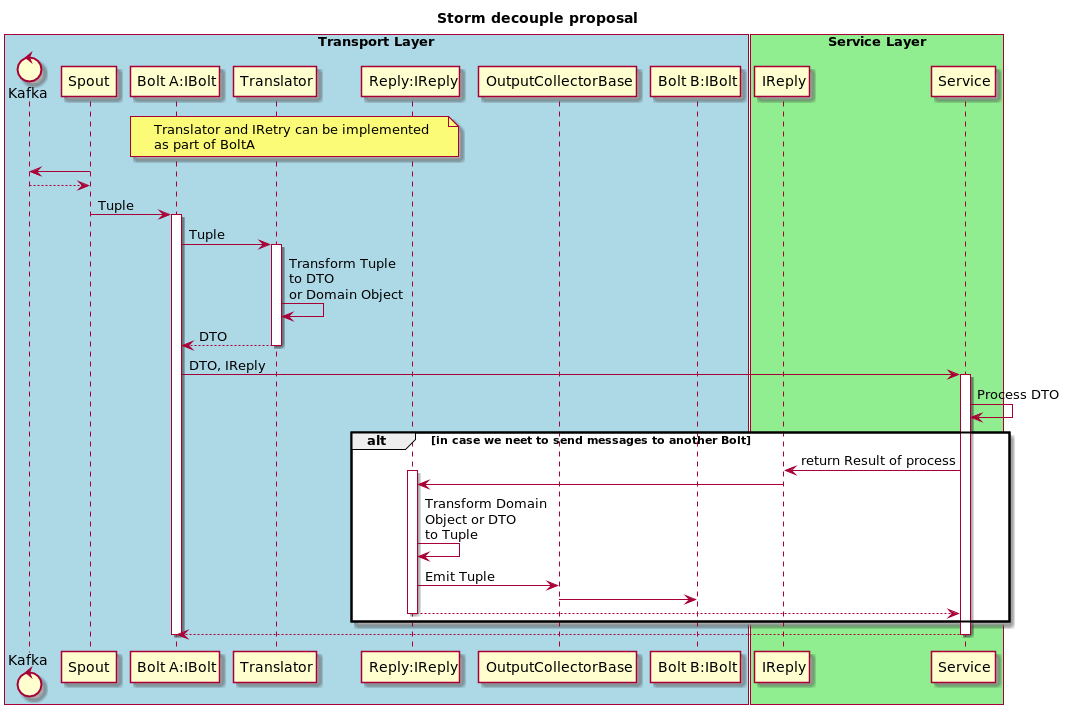 Storm decouple proposal
Transport Layer
Service Layer
Kafka
Spout
Bolt A:IBolt
Translator
Reply:IReply
OutputCollectorBase
Bolt B:IBolt
IReply
Service
Translator and IRetry can be implemented
as part of BoltA
Tuple
Tuple
Transform Tuple
to DTO
or Domain Object
DTO
DTO, IReply
Process DTO
alt
[in case we neet to send messages to another Bolt]
return Result of process
Transform Domain
Object or DTO
to Tuple
Emit Tuple
Kafka
Spout
Bolt A:IBolt
Translator
Reply:IReply
OutputCollectorBase
Bolt B:IBolt
IReply
Service